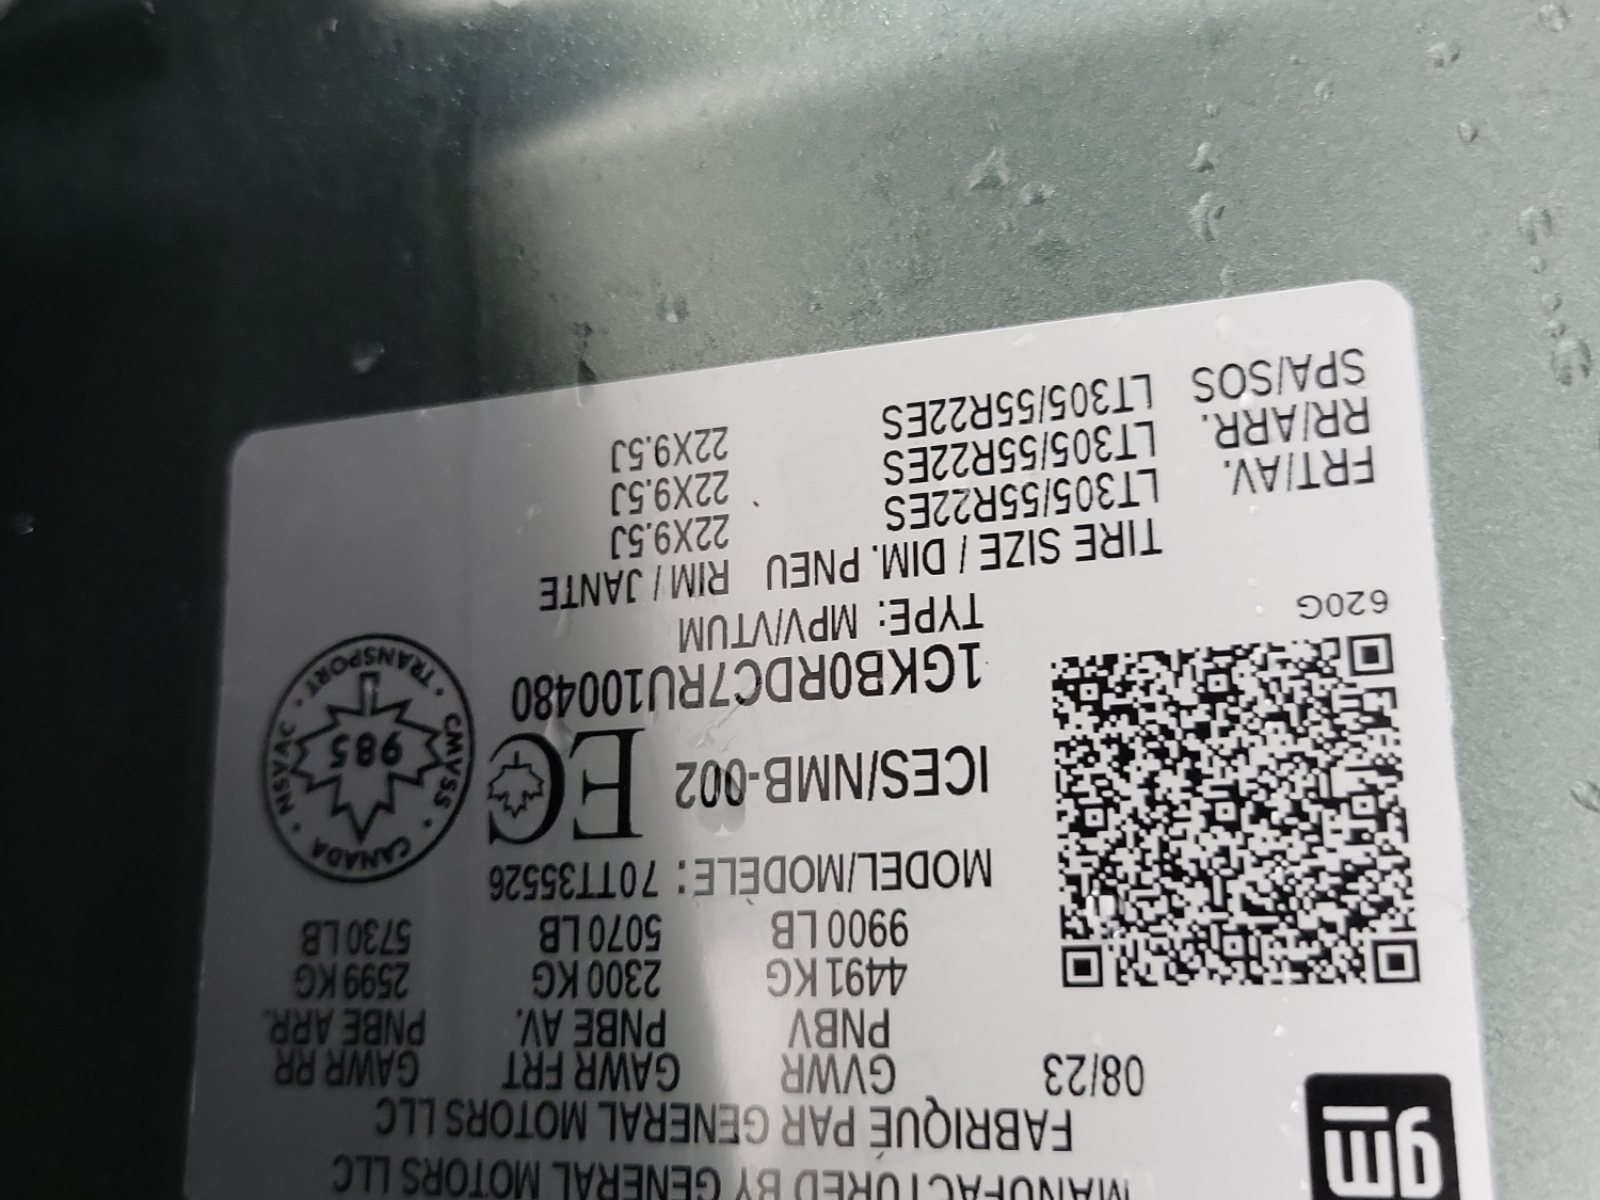 gm
MANUFACTURED BY GENERAL MOTORS LLC
FABRIQUÉ PAR GENERAL MOTORS LLC
08/23 GVWR GAWR FRT GAWR RR
PNBV PNBE AV. PNBE ARR.
4491 KG 2300 KG 2599 KG
9900 LB 5070 LB 5730 LB
MODEL/MODELE: 70TT35526
ICES/NMB-002 EC
CANADA • CMVSS • TRANSPORT • NSVAC •
985
1GKB0RDC7RU100480
TYPE: MPV/VTUM
620G
TIRE SIZE / DIM. PNEU RIM / JANTE
FRT/AV. LT305/55R22ES 22X9.5J
RR/ARR. LT305/55R22ES 22X9.5J
SPA/SOS LT305/55R22ES 22X9.5J